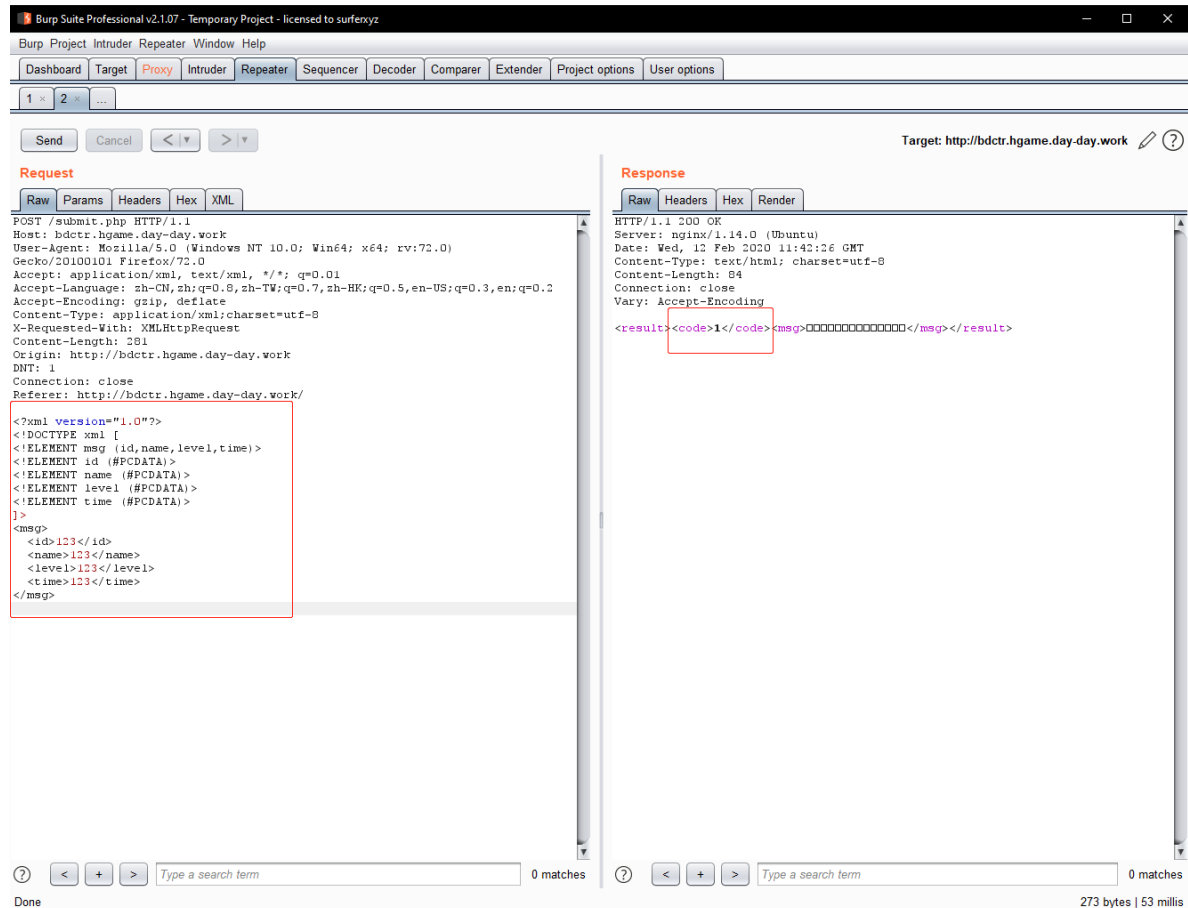 Burp Suite Professional v2.1.07 - Temporary Project - licensed to surferxyz
Burp Project Intruder Repeater Window Help
Dashboard Target Proxy Intruder Repeater Sequencer Decoder Comparer Extender Project options User options
1 × 2 × ...
Send Cancel < > Target: http://bdctr.hgame.day-day.work ?
Request
Raw Params Headers Hex XML
POST /submit.php HTTP/1.1
Host: bdctr.hgame.day-day.work
User-Agent: Mozilla/5.0 (Windows NT 10.0; Win64; x64; rv:72.0)
Gecko/20100101 Firefox/72.0
Accept: application/xml, text/xml, */*; q=0.01
Accept-Language: zh-CN,zh;q=0.8,zh-TW;q=0.7,zh-HK;q=0.5,en-US;q=0.3,en;q=0.2
Accept-Encoding: gzip, deflate
Content-Type: application/xml;charset=utf-8
X-Requested-With: XMLHttpRequest
Content-Length: 281
Origin: http://bdctr.hgame.day-day.work
DNT: 1
Connection: close
Referer: http://bdctr.hgame.day-day.work/
<?xml version="1.0"?>
<!DOCTYPE xml [
<!ELEMENT msg (id,name,level,time)>
<!ELEMENT id (#PCDATA)>
<!ELEMENT name (#PCDATA)>
<!ELEMENT level (#PCDATA)>
<!ELEMENT time (#PCDATA)>
]>
<msg>
<id>123</id>
<name>123</name>
<level>123</level>
<time>123</time>
</msg>
? < + > Type a search term 0 matches
Response
Raw Headers Hex Render
HTTP/1.1 200 OK
Server: nginx/1.14.0 (Ubuntu)
Date: Wed, 12 Feb 2020 11:42:26 GMT
Content-Type: text/html; charset=utf-8
Content-Length: 84
Connection: close
Vary: Accept-Encoding
<result><code>1</code><msg>□□□□□□□□□□□□□□</msg></result>
? < + > Type a search term 0 matches
Done 273 bytes | 53 millis